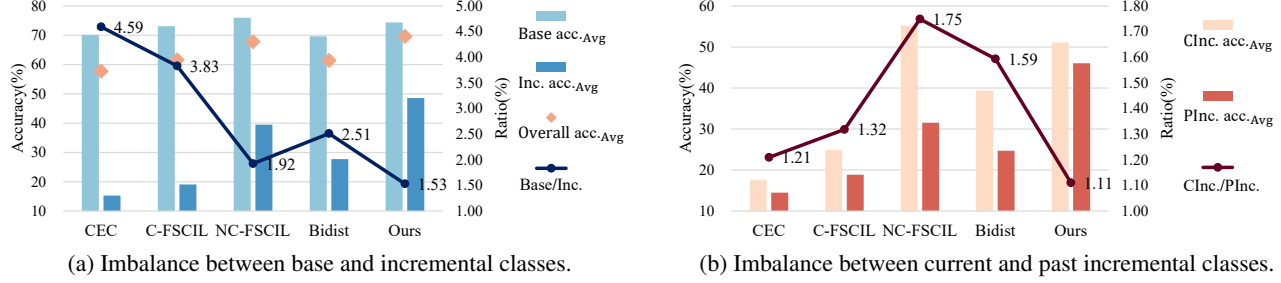 80
70
60
50
40
30
20
10
Accuracy(%)
5.00
4.50
4.00
3.50
3.00
2.50
2.00
1.50
1.00
Ratio(%)
4.59
3.83
1.92
2.51
1.53
CEC
C-FSCIL
NC-FSCIL
Bidist
Ours
Base acc.Avg
Inc. acc.Avg
Overall acc.Avg
Base/Inc.
(a) Imbalance between base and incremental classes.
60
50
40
30
20
10
Accuracy(%)
1.80
1.70
1.60
1.50
1.40
1.30
1.20
1.10
1.00
Ratio(%)
1.21
1.32
1.75
1.59
1.11
CEC
C-FSCIL
NC-FSCIL
Bidist
Ours
CInc. acc.Avg
PInc. acc.Avg
CInc./PInc.
(b) Imbalance between current and past incremental classes.